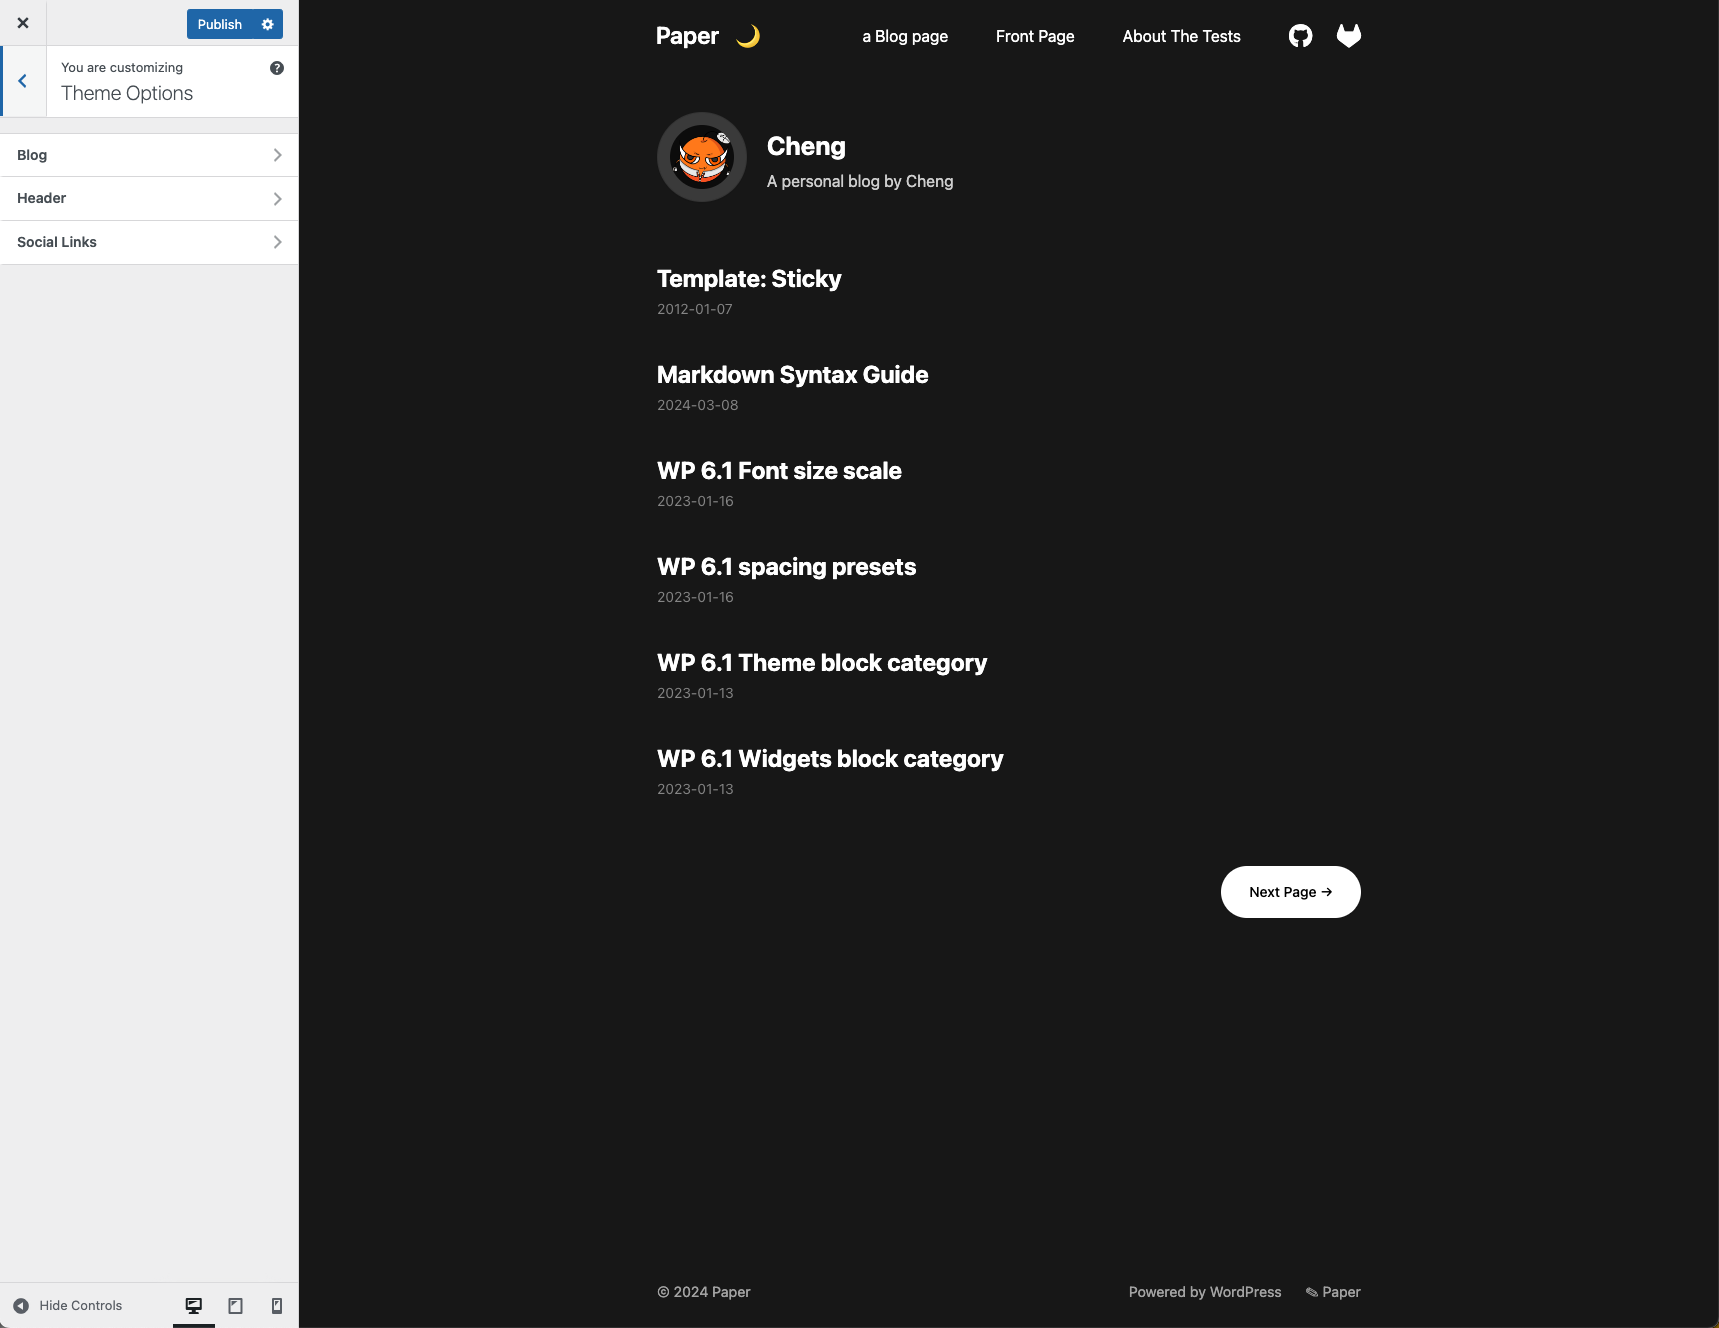 Publish
You are customizing
Theme Options
Blog
Header
Social Links
Hide Controls
Paper
a Blog page
Front Page
About The Tests
Cheng
A personal blog by Cheng
Template: Sticky
2012-01-07
Markdown Syntax Guide
2024-03-08
WP 6.1 Font size scale
2023-01-16
WP 6.1 spacing presets
2023-01-16
WP 6.1 Theme block category
2023-01-13
WP 6.1 Widgets block category
2023-01-13
Next Page →
© 2024 Paper
Powered by WordPress
✎ Paper